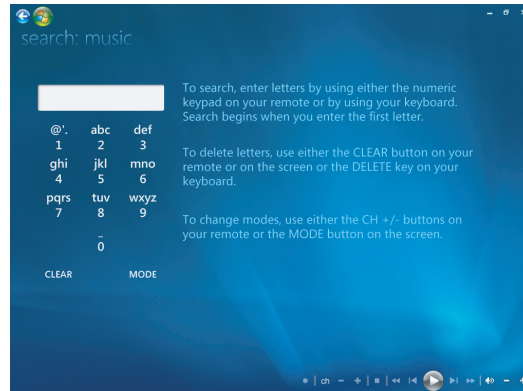 search: music
To search, enter letters by using either the numeric
keypad on your remote or by using your keyboard.
Search begins when you enter the first letter.
To delete letters, use either the CLEAR button on your
remote or on the screen or the DELETE key on your
keyboard.
To change modes, use either the CH +/- buttons on
your remote or the MODE button on the screen.
@'. abc def
1 2 3
ghi jkl mno
4 5 6
pqrs tuv wxyz
7 8 9
_
0
CLEAR MODE
ch - +